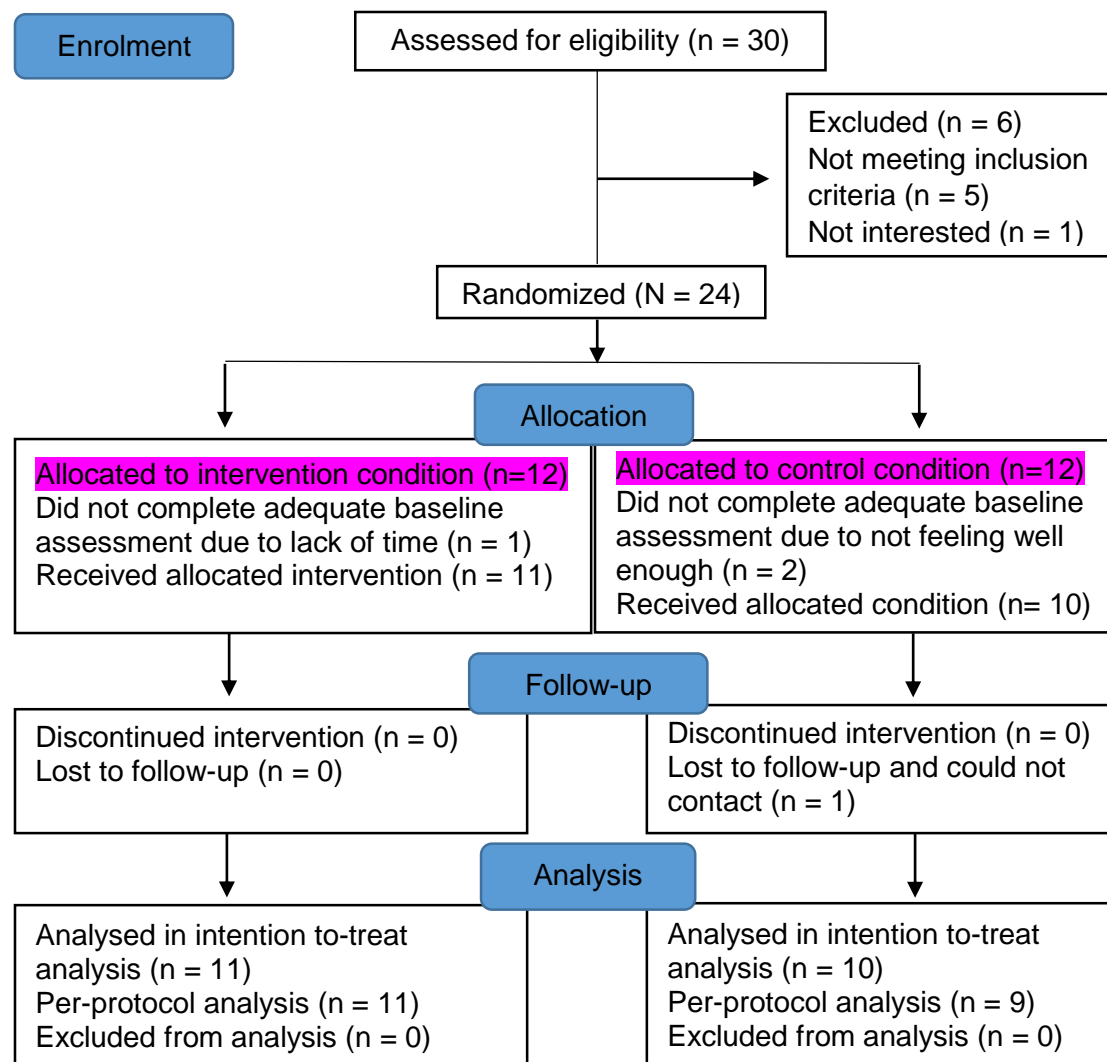 Enrolment
Assessed for eligibility (n = 30)
Excluded (n = 6)
Not meeting inclusion
criteria (n = 5)
Not interested (n = 1)
Randomized (N = 24)
Allocation
Allocated to intervention condition (n=12)
Did not complete adequate baseline
assessment due to lack of time (n = 1)
Received allocated intervention (n = 11)
Allocated to control condition (n=12)
Did not complete adequate baseline
assessment due to not feeling well
enough (n = 2)
Received allocated condition (n= 10)
Follow-up
Discontinued intervention (n = 0)
Lost to follow-up (n = 0)
Discontinued intervention (n = 0)
Lost to follow-up and could not
contact (n = 1)
Analysis
Analysed in intention to-treat
analysis (n = 11)
Per-protocol analysis (n = 11)
Excluded from analysis (n = 0)
Analysed in intention to-treat
analysis (n = 10)
Per-protocol analysis (n = 9)
Excluded from analysis (n = 0)